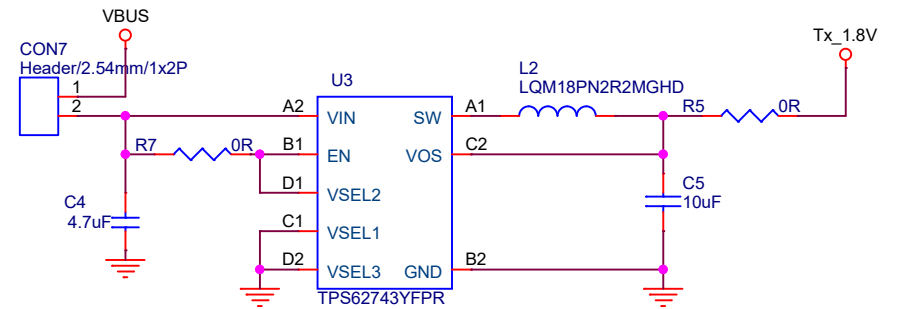 VBUS
Tx_1.8V
CON7
Header/2.54mm/1x2P
1
2
U3
L2
LQM18PN2R2MGHD
A2
VIN
SW
A1
R5
0R
R7
0R
B1
EN
VOS
C2
D1
VSEL2
C4
4.7uF
C5
10uF
C1
VSEL1
D2
VSEL3
GND
B2
TPS62743YFPR